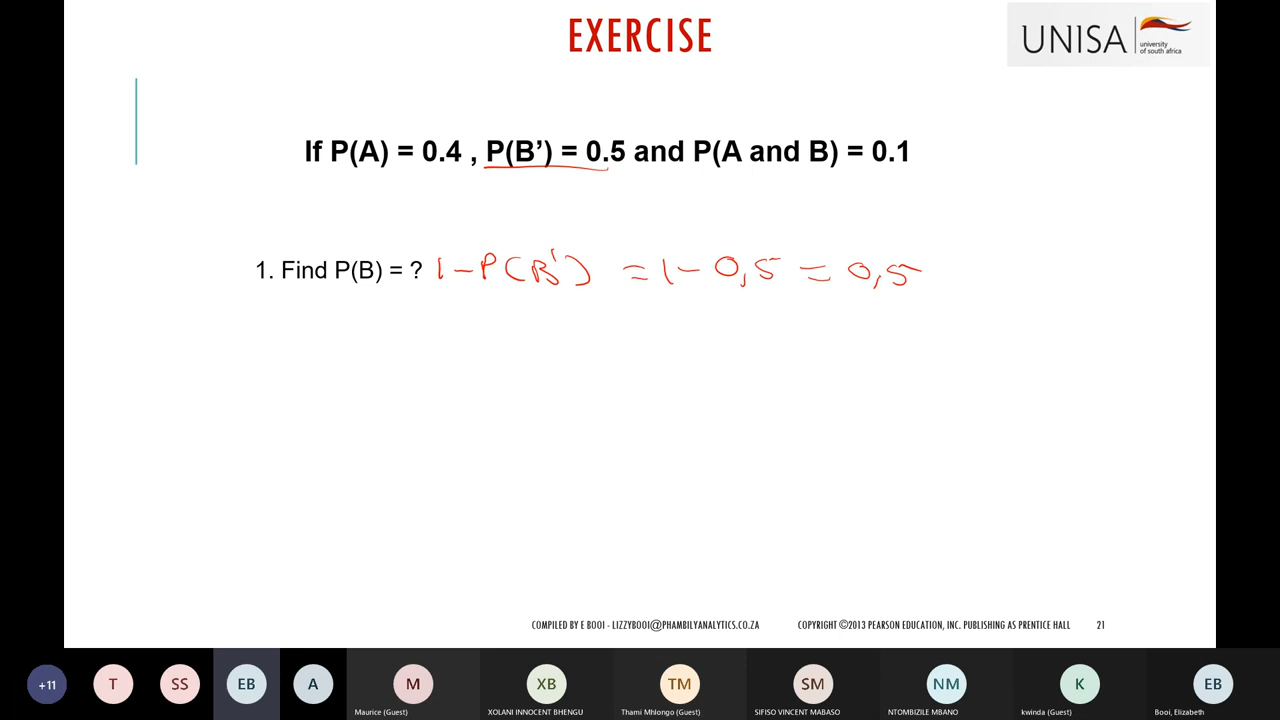 EXERCISE
UNISA university of south africa
If P(A) = 0.4 , P(B’) = 0.5 and P(A and B) = 0.1
1. Find P(B) = ? 1 - P(B') = 1 - 0,5 = 0,5
COMPILED BY E BOOI - LIZZYBOOI@PHAMBILYANALYTICS.CO.ZA COPYRIGHT ©2013 PEARSON EDUCATION, INC. PUBLISHING AS PRENTICE HALL 21
+11 T SS EB A M XB TM SM NM K EB
Maurice (Guest) XOLANI INNOCENT BHENGU Thami Mhlongo (Guest) SIFISO VINCENT MABASO NTOMBIZILE MBANO kwinda (Guest) Booi, Elizabeth